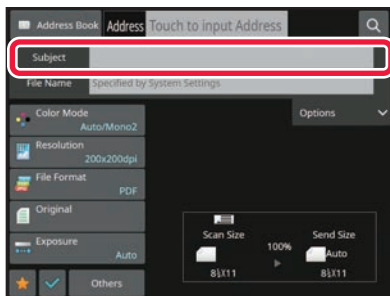 Address Book Address Touch to input Address
Subject
File Name Specified by System Settings
Color Mode
Auto/Mono2
Options
Resolution
200x200dpi
File Format
PDF
Original
Scan Size
100%
Send Size
Auto
8½X11
8½X11
Exposure
Auto
Others